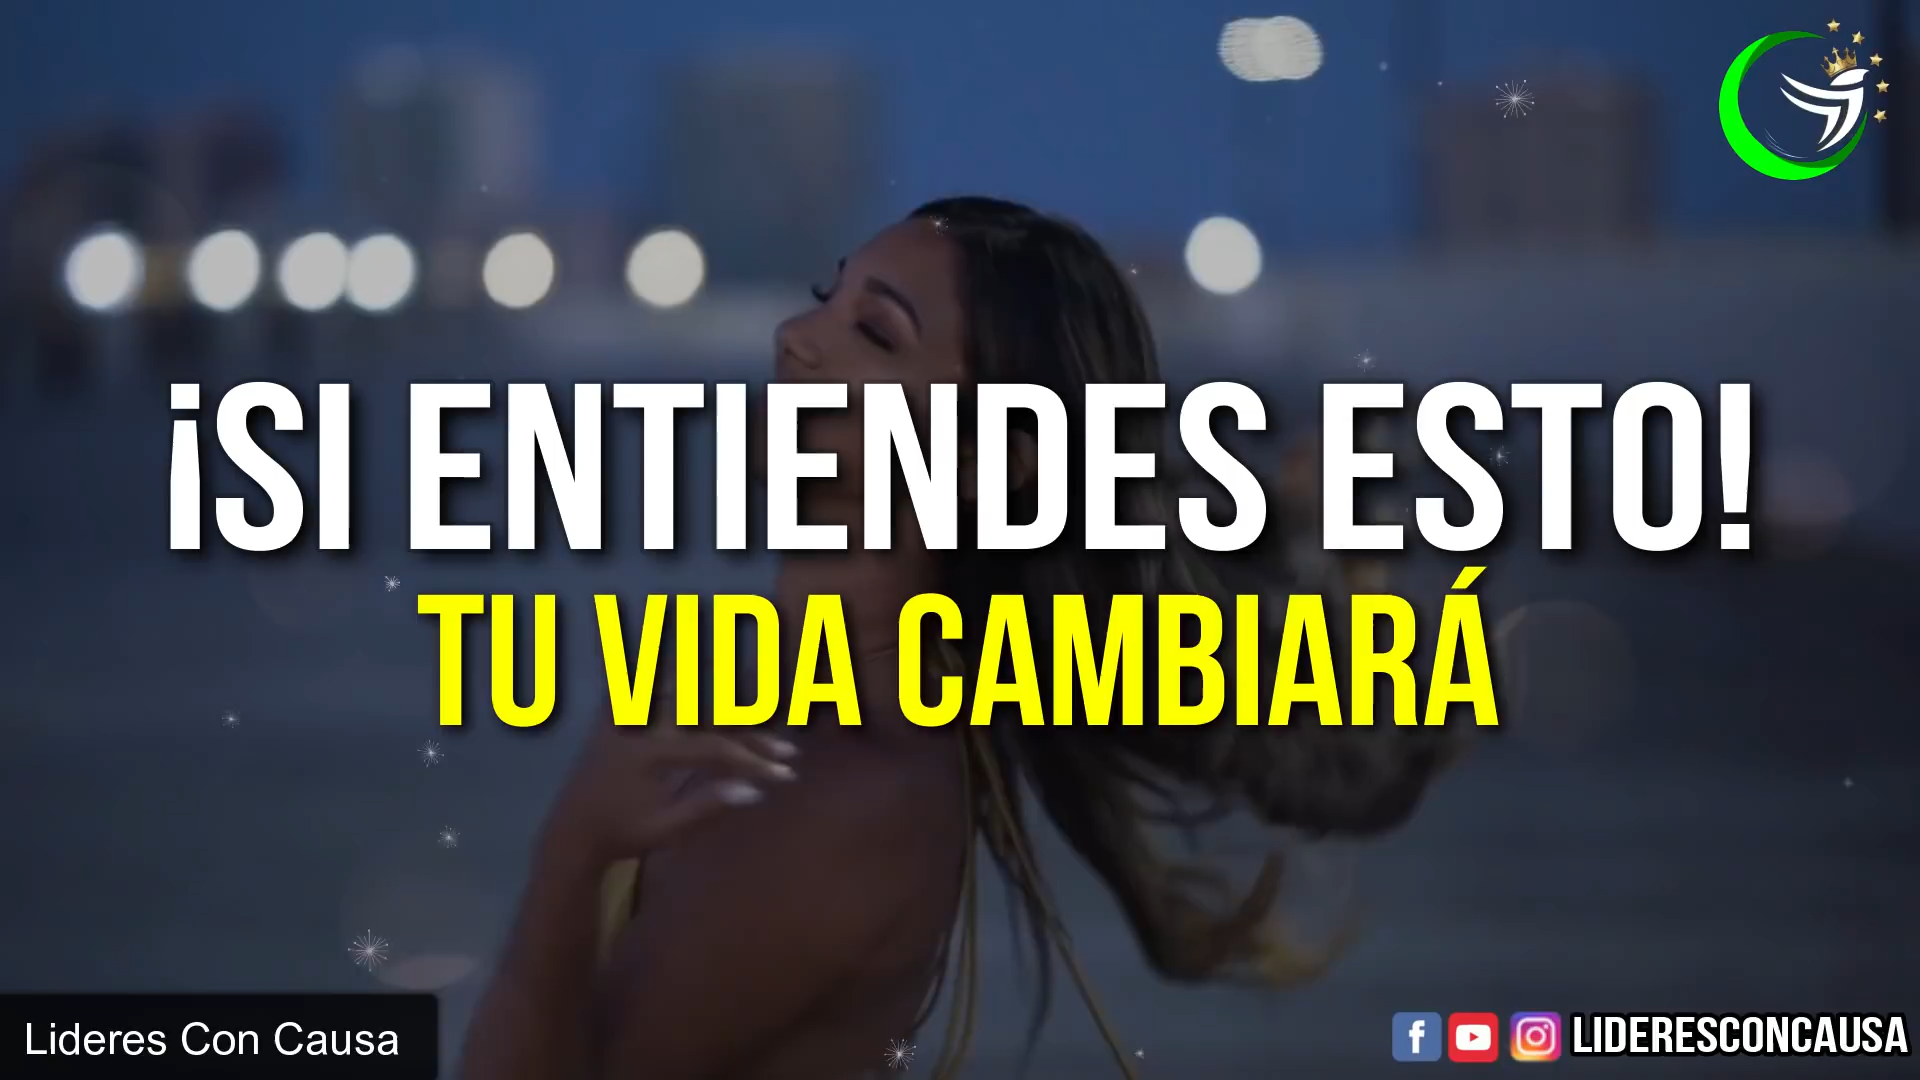 ¡SI ENTIENDES ESTO!
TU VIDA CAMBIARÁ
Lideres Con Causa
LIDERESCONCAUSA